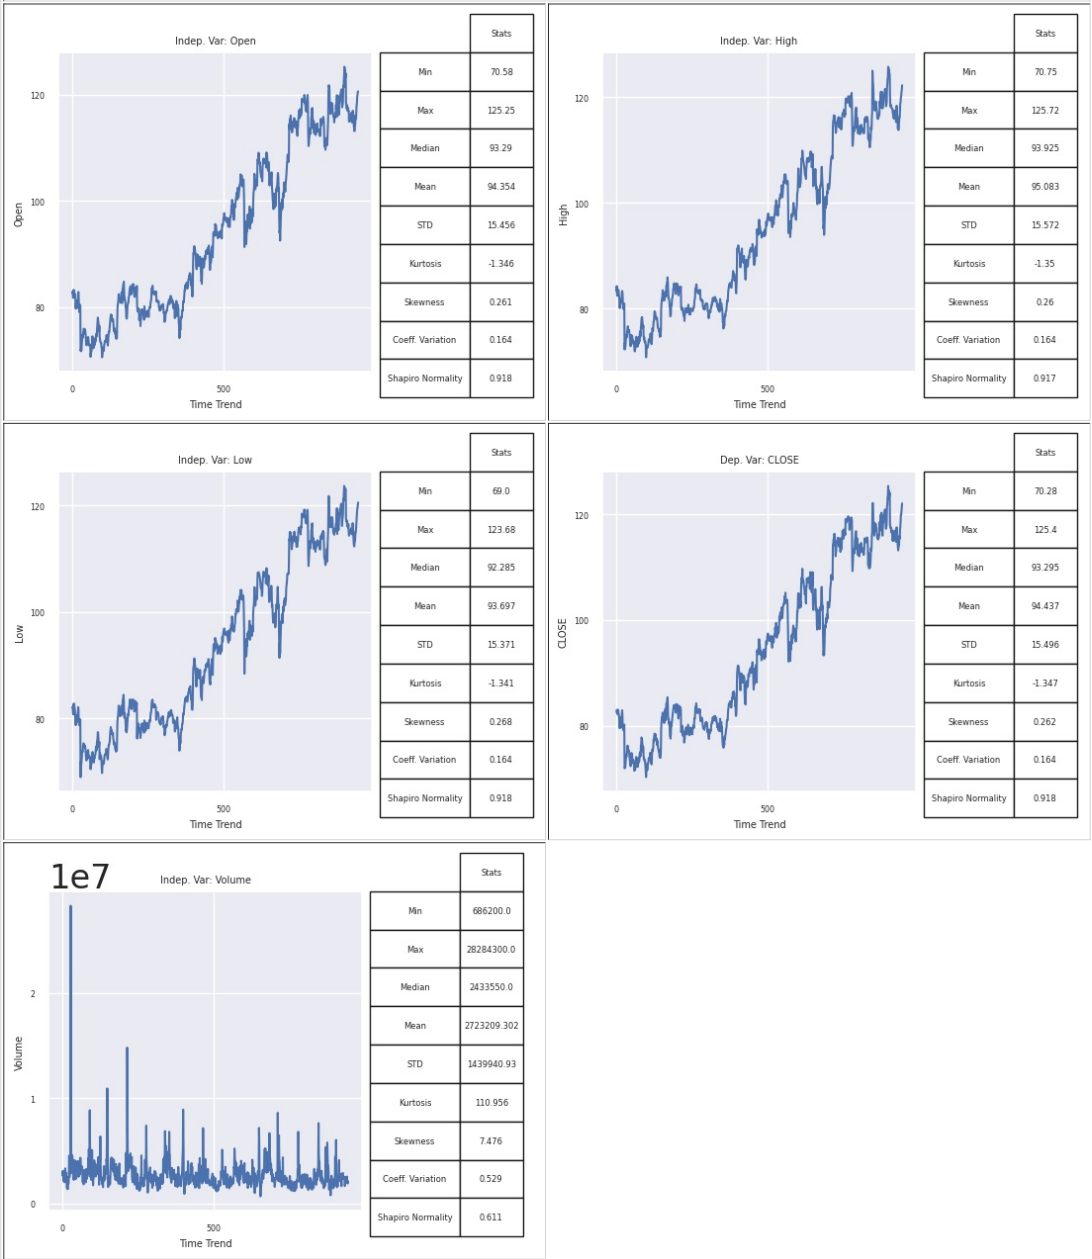 Indep. Var: Open
Open
120
100
80
0 500
Time Trend
Stats
Min 70.58
Max 125.25
Median 93.29
Mean 94.354
STD 15.456
Kurtosis -1.346
Skewness 0.261
Coeff. Variation 0.164
Shapiro Normality 0.918
Indep. Var: High
High
120
100
80
0 500
Time Trend
Stats
Min 70.75
Max 125.72
Median 93.925
Mean 95.083
STD 15.572
Kurtosis -1.35
Skewness 0.26
Coeff. Variation 0.164
Shapiro Normality 0.917
Indep. Var: Low
Low
120
100
80
0 500
Time Trend
Stats
Min 69.0
Max 123.68
Median 92.285
Mean 93.697
STD 15.371
Kurtosis -1.341
Skewness 0.268
Coeff. Variation 0.164
Shapiro Normality 0.918
Dep. Var: CLOSE
CLOSE
120
100
80
0 500
Time Trend
Stats
Min 70.28
Max 125.4
Median 93.295
Mean 94.437
STD 15.496
Kurtosis -1.347
Skewness 0.262
Coeff. Variation 0.164
Shapiro Normality 0.918
1e7
Indep. Var: Volume
Volume
2
1
0
0 500
Time Trend
Stats
Min 686200.0
Max 28284300.0
Median 2433550.0
Mean 2723209.302
STD 1439940.93
Kurtosis 110.956
Skewness 7.476
Coeff. Variation 0.529
Shapiro Normality 0.611